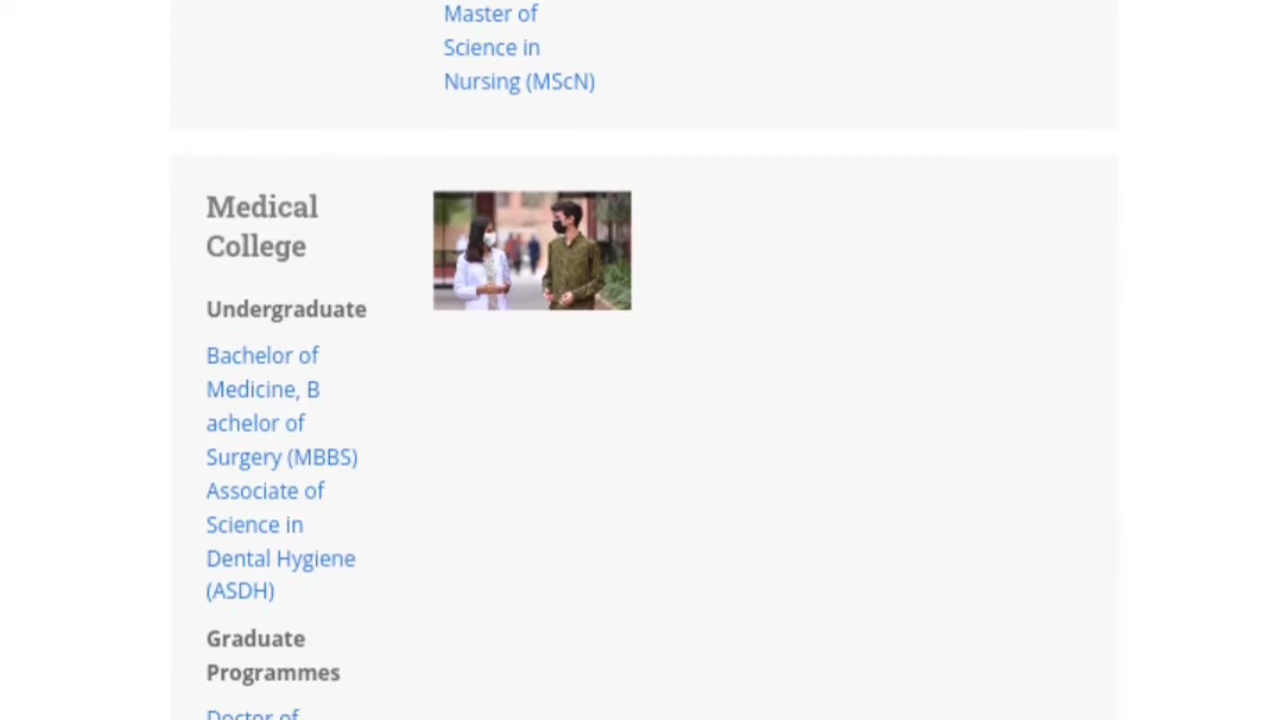 Master of
Science in
Nursing (MScN)
Medical
College
Undergraduate
Bachelor of
Medicine, B
achelor of
Surgery (MBBS)
Associate of
Science in
Dental Hygiene
(ASDH)
Graduate
Programmes
Doctor of